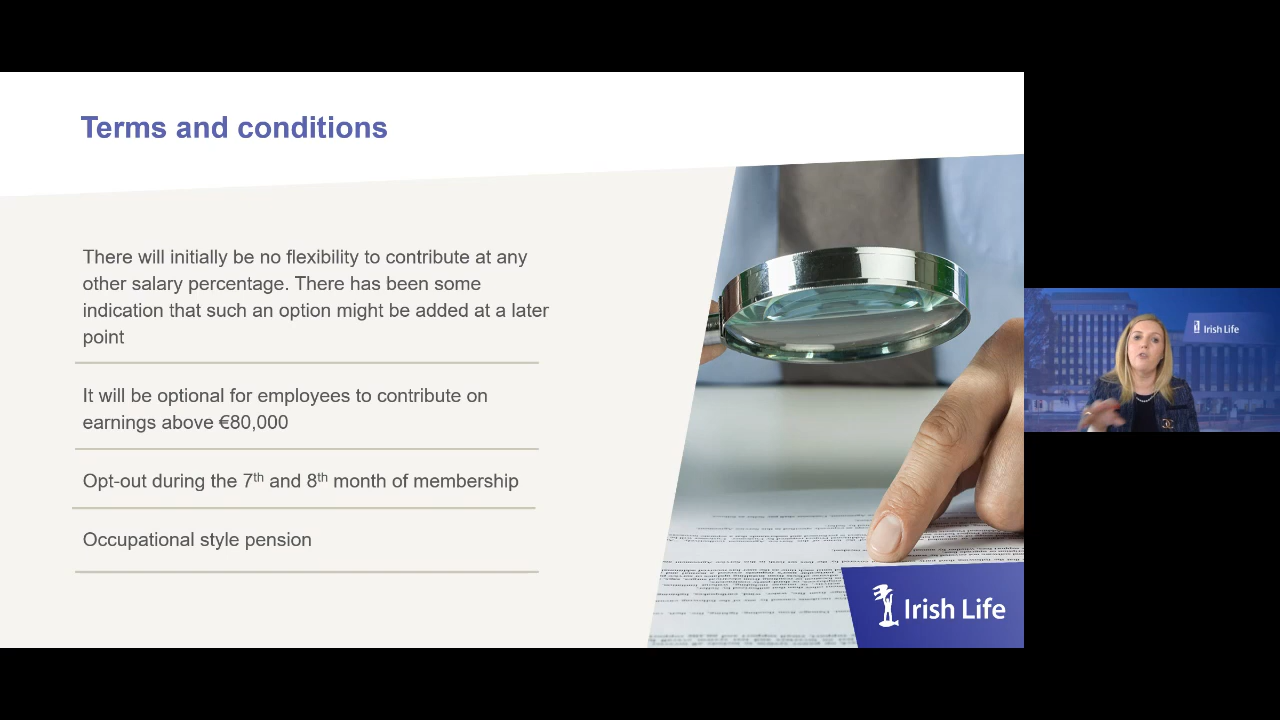 Terms and conditions
There will initially be no flexibility to contribute at any
other salary percentage. There has been some
indication that such an option might be added at a later
point
It will be optional for employees to contribute on
earnings above €80,000
Opt-out during the 7th and 8th month of membership
Occupational style pension
Irish Life
Irish Life